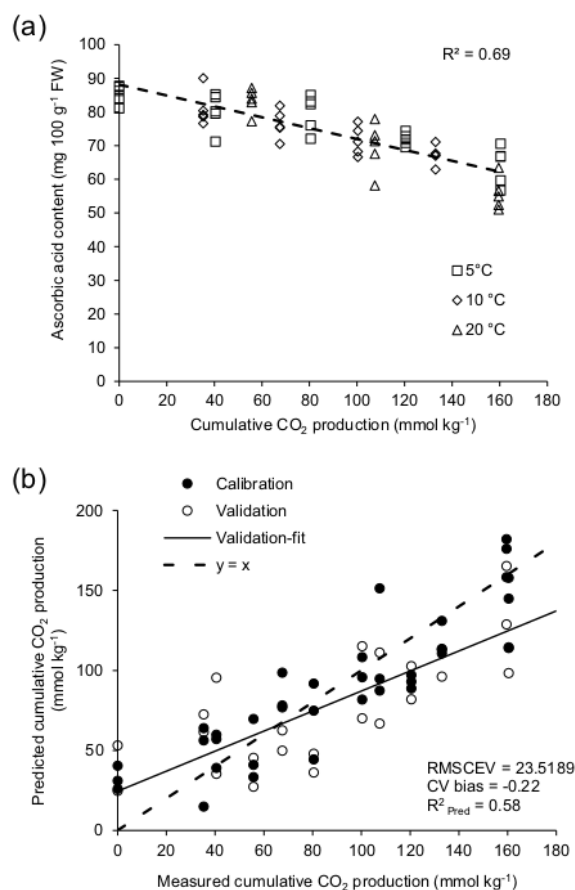 (a)
R² = 0.69
Ascorbic acid content (mg 100 g⁻¹ FW)
100
90
80
70
60
50
40
30
20
10
0
5°C
10 °C
20 °C
0 20 40 60 80 100 120 140 160 180
Cumulative CO₂ production (mmol kg⁻¹)
(b)
Calibration
Validation
Validation-fit
y = x
Predicted cumulative CO₂ production
(mmol kg⁻¹)
200
150
100
50
0
RMSCEV = 23.5189
CV bias = -0.22
R² Pred = 0.58
0 20 40 60 80 100 120 140 160 180
Measured cumulative CO₂ production (mmol kg⁻¹)